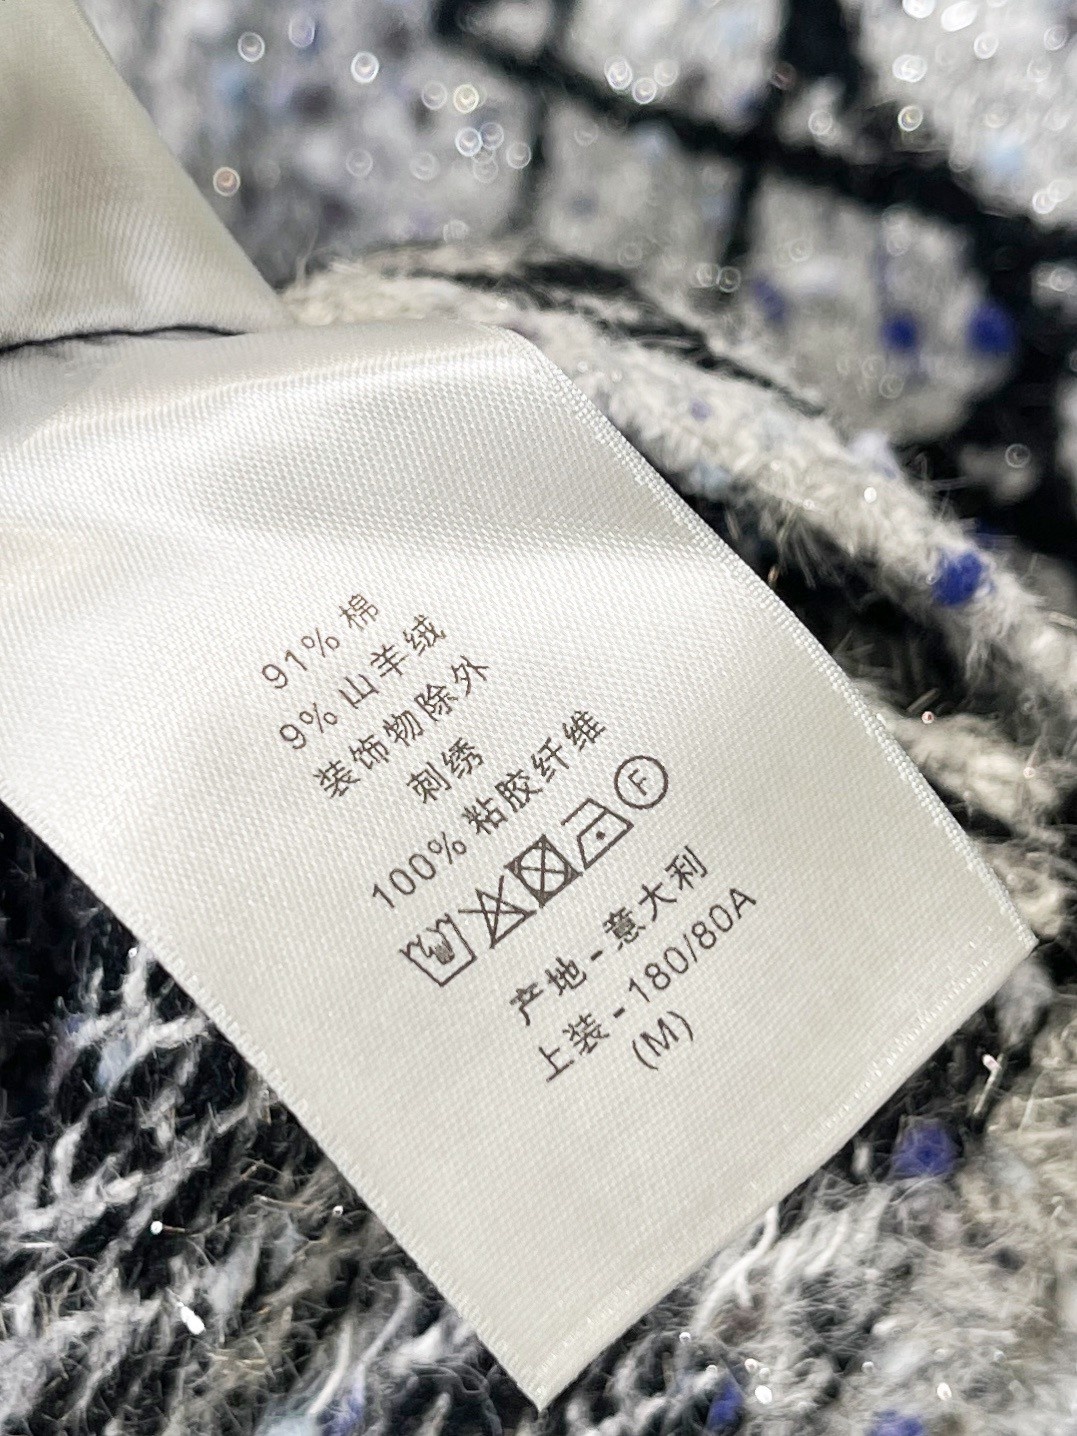 91% 棉
9% 山羊绒
装饰物除外
刺绣
100% 粘胶纤维
F
产地-意大利
上装-180/80A
(M)